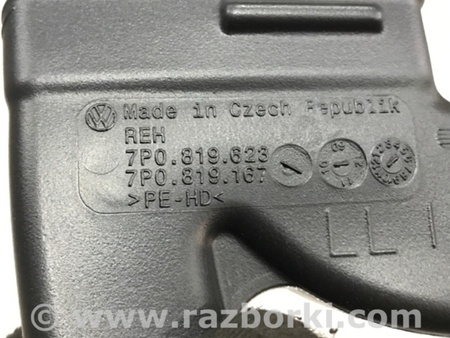 Made in Czech Republik
REH
7P0.819.623
7P0.819.167
>PE-HD<
LL
www.razborki.com